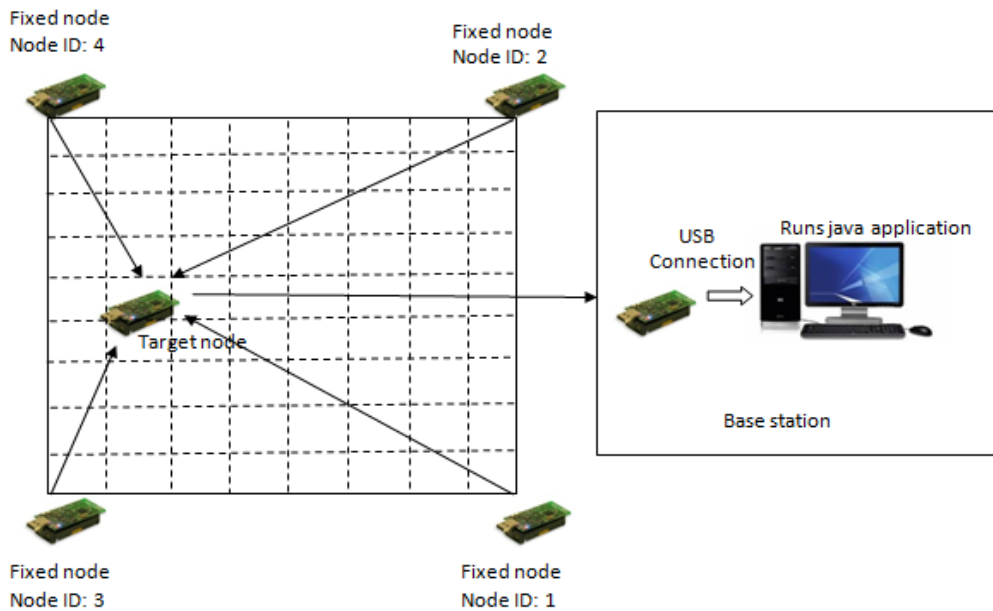 Fixed node
Node ID: 4
Fixed node
Node ID: 2
Runs java application
USB
Connection
Target node
Base station
Fixed node
Node ID: 3
Fixed node
Node ID: 1